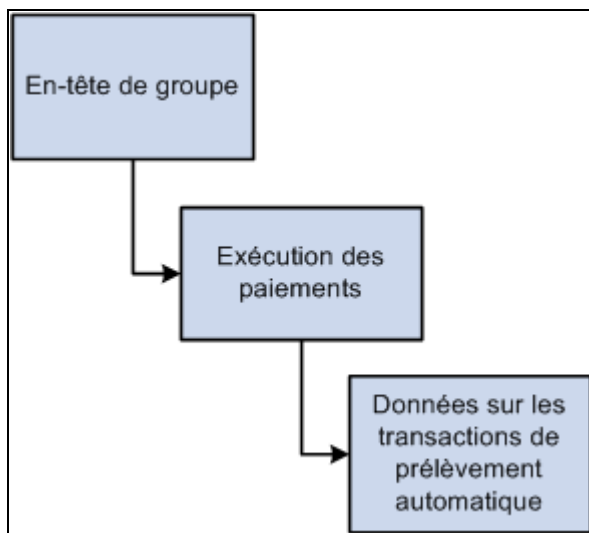 En-tête de groupe
Exécution des
paiements
Données sur les
transactions de
prélèvement
automatique